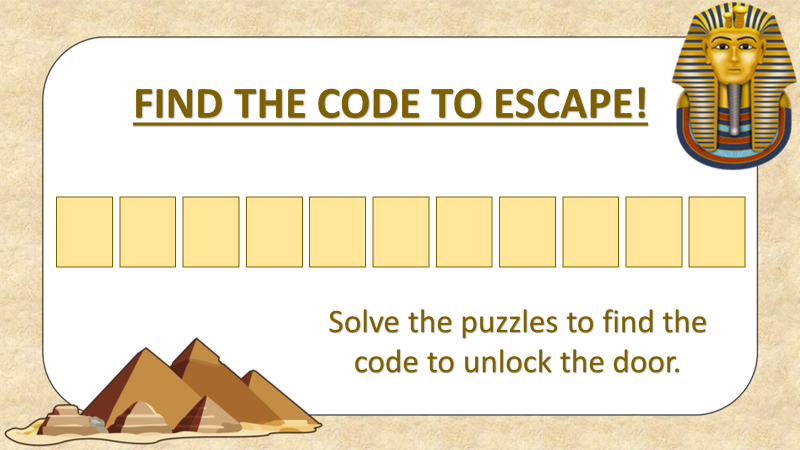 FIND THE CODE TO ESCAPE!
Solve the puzzles to find the
code to unlock the door.